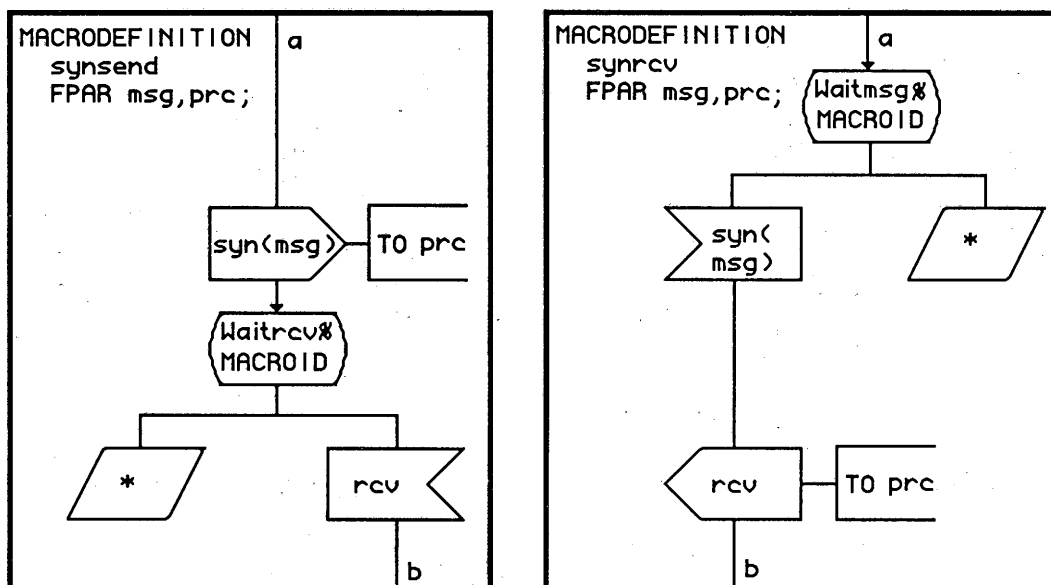 MACRODEFINITION
synsend
FPAR msg,prc;
a
syn(msg)
TO prc
Waitrcv%
MACROID
*
rcv
b
MACRODEFINITION
synrcv
FPAR msg,prc;
a
Waitmsg%
MACROID
syn(
msg)
*
rcv
TO prc
b